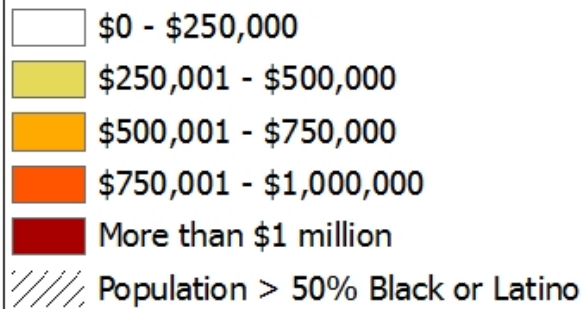 $0 - $250,000
$250,001 - $500,000
$500,001 - $750,000
$750,001 - $1,000,000
More than $1 million
Population > 50% Black or Latino